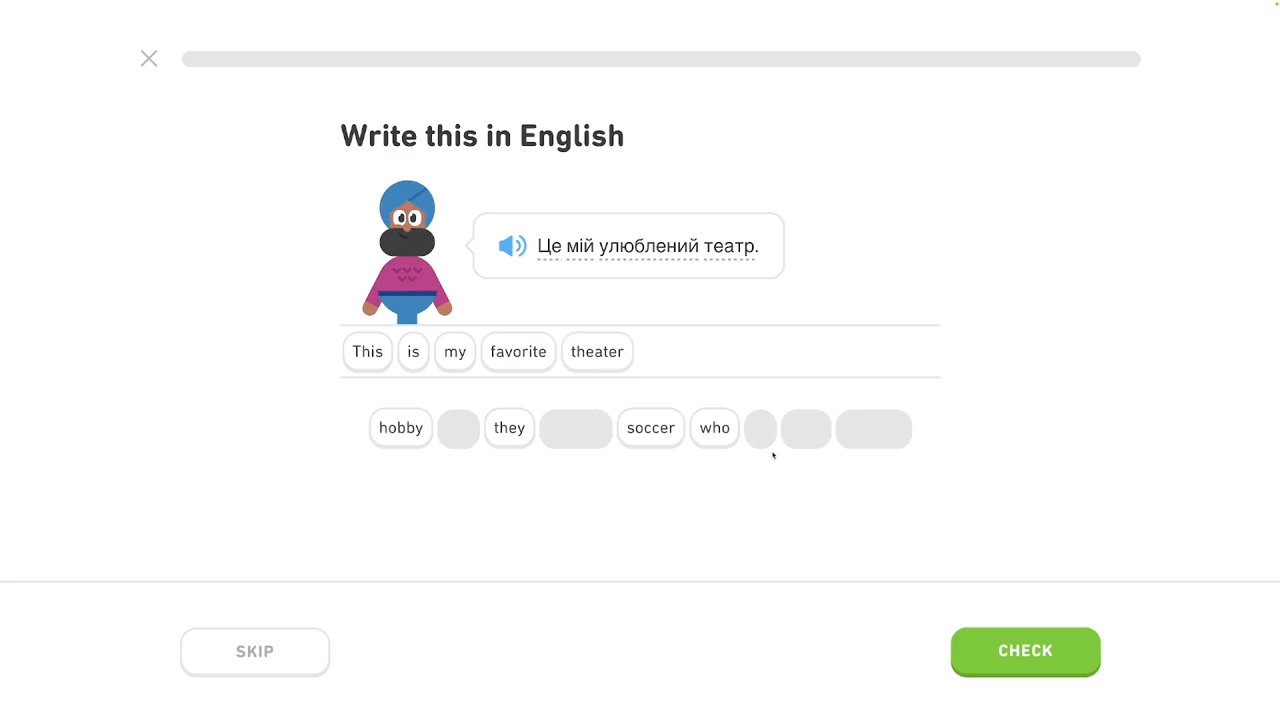 Write this in English
Це мій улюблений театр.
This is my favorite theater
hobby they soccer who
SKIP CHECK